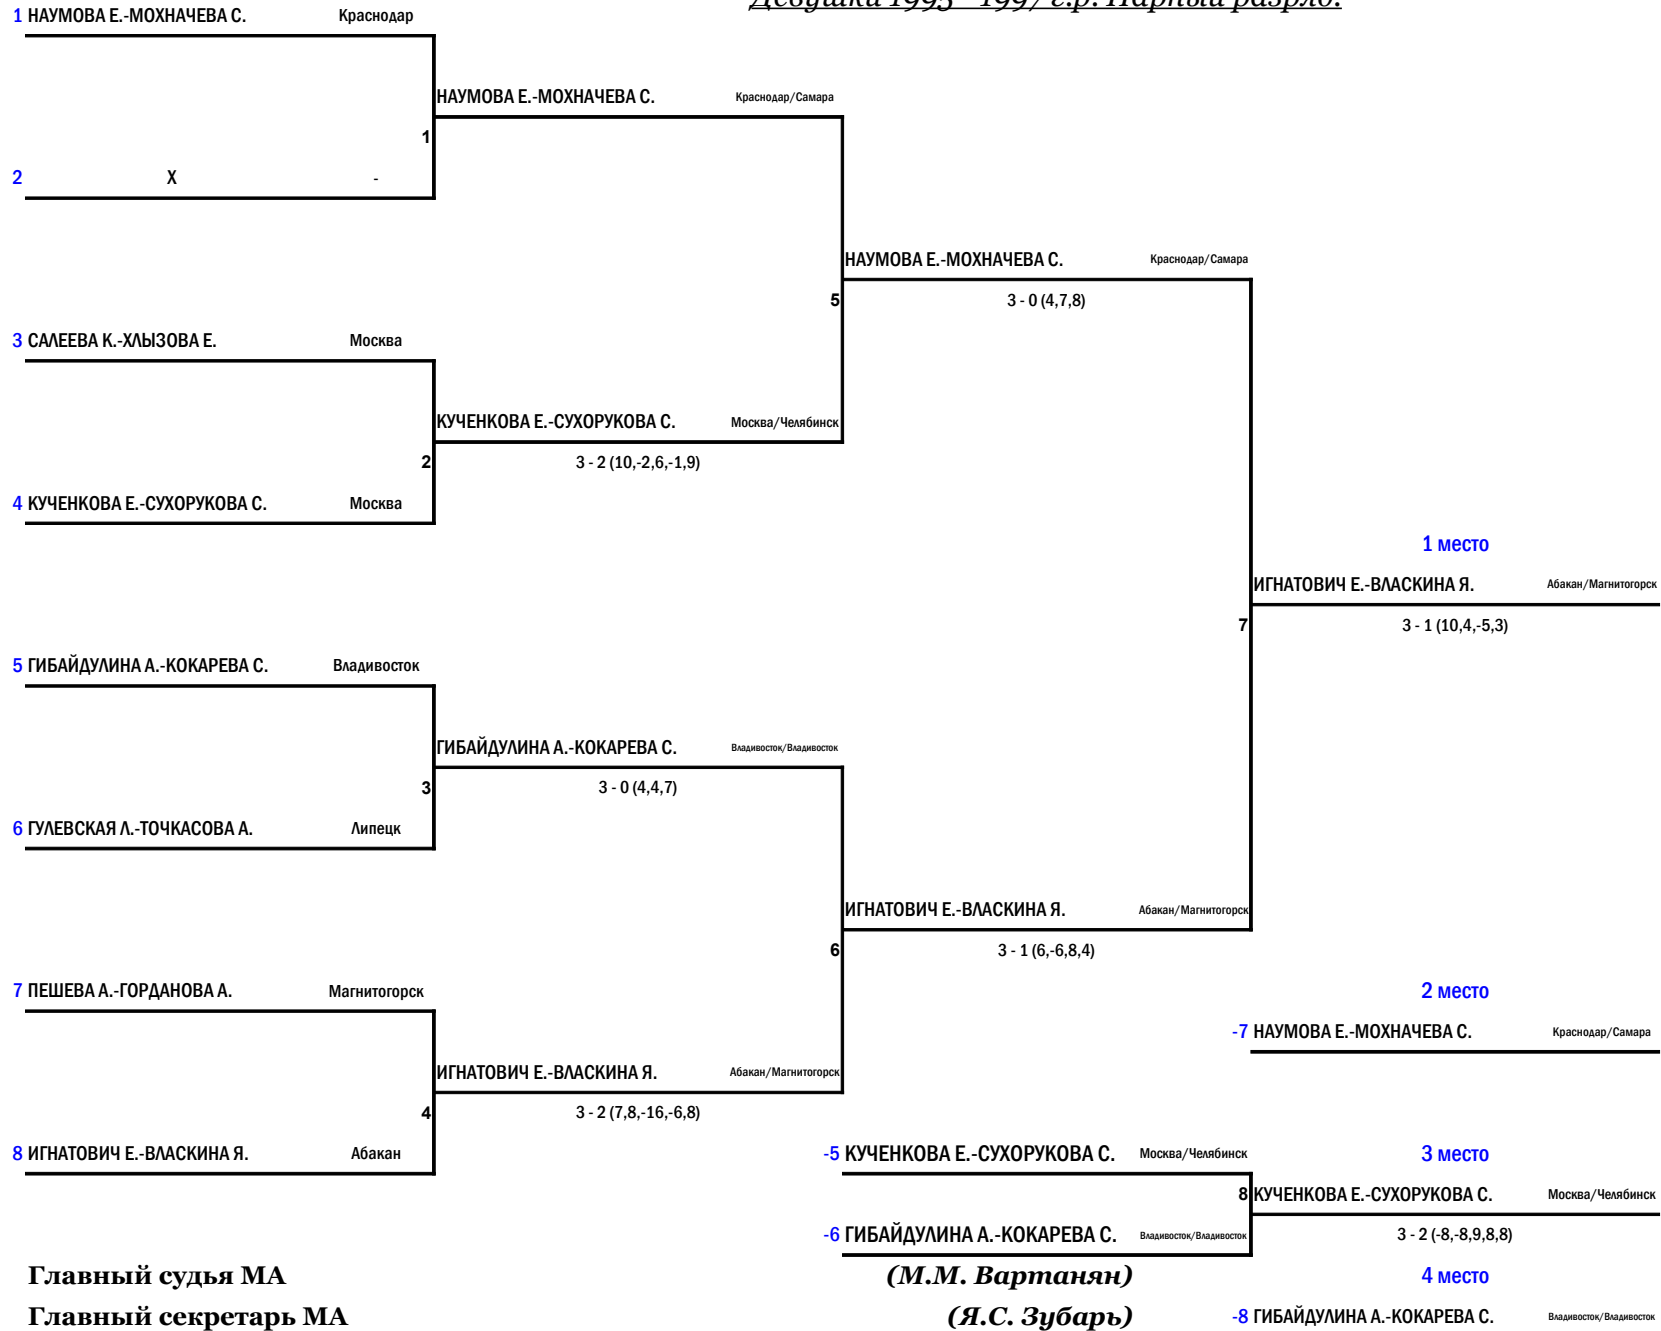 Девушки 1995 - 1997 г.р. Парный разряд.
1 НАУМОВА Е.-МОХНАЧЕВА С. Краснодар
НАУМОВА Е.-МОХНАЧЕВА С. Краснодар/Самара
1
2 X -
НАУМОВА Е.-МОХНАЧЕВА С. Краснодар/Самара
5 3 - 0 (4,7,8)
3 САЛЕЕВА К.-ХЛЫЗОВА Е. Москва
КУЧЕНКОВА Е.-СУХОРУКОВА С. Москва/Челябинск
2 3 - 2 (10,-2,6,-1,9)
4 КУЧЕНКОВА Е.-СУХОРУКОВА С. Москва
1 место
ИГНАТОВИЧ Е.-ВЛАСКИНА Я. Абакан/Магнитогорск
7 3 - 1 (10,4,-5,3)
5 ГИБАЙДУЛИНА А.-КОКАРЕВА С. Владивосток
ГИБАЙДУЛИНА А.-КОКАРЕВА С. Владивосток/Владивосток
3 3 - 0 (4,4,7)
6 ГУЛЕВСКАЯ Л.-ТОЧКАСОВА А. Липецк
ИГНАТОВИЧ Е.-ВЛАСКИНА Я. Абакан/Магнитогорск
6 3 - 1 (6,-6,8,4)
7 ПЕШЕВА А.-ГОРДАНОВА А. Магнитогорск
2 место
-7 НАУМОВА Е.-МОХНАЧЕВА С. Краснодар/Самара
ИГНАТОВИЧ Е.-ВЛАСКИНА Я. Абакан/Магнитогорск
4 3 - 2 (7,8,-16,-6,8)
8 ИГНАТОВИЧ Е.-ВЛАСКИНА Я. Абакан
-5 КУЧЕНКОВА Е.-СУХОРУКОВА С. Москва/Челябинск
3 место
8 КУЧЕНКОВА Е.-СУХОРУКОВА С. Москва/Челябинск
-6 ГИБАЙДУЛИНА А.-КОКАРЕВА С. Владивосток/Владивосток
3 - 2 (-8,-8,9,8,8)
Главный судья МА (М.М. Вартанян)
4 место
Главный секретарь МА (Я.С. Зубарь)
-8 ГИБАЙДУЛИНА А.-КОКАРЕВА С. Владивосток/Владивосток